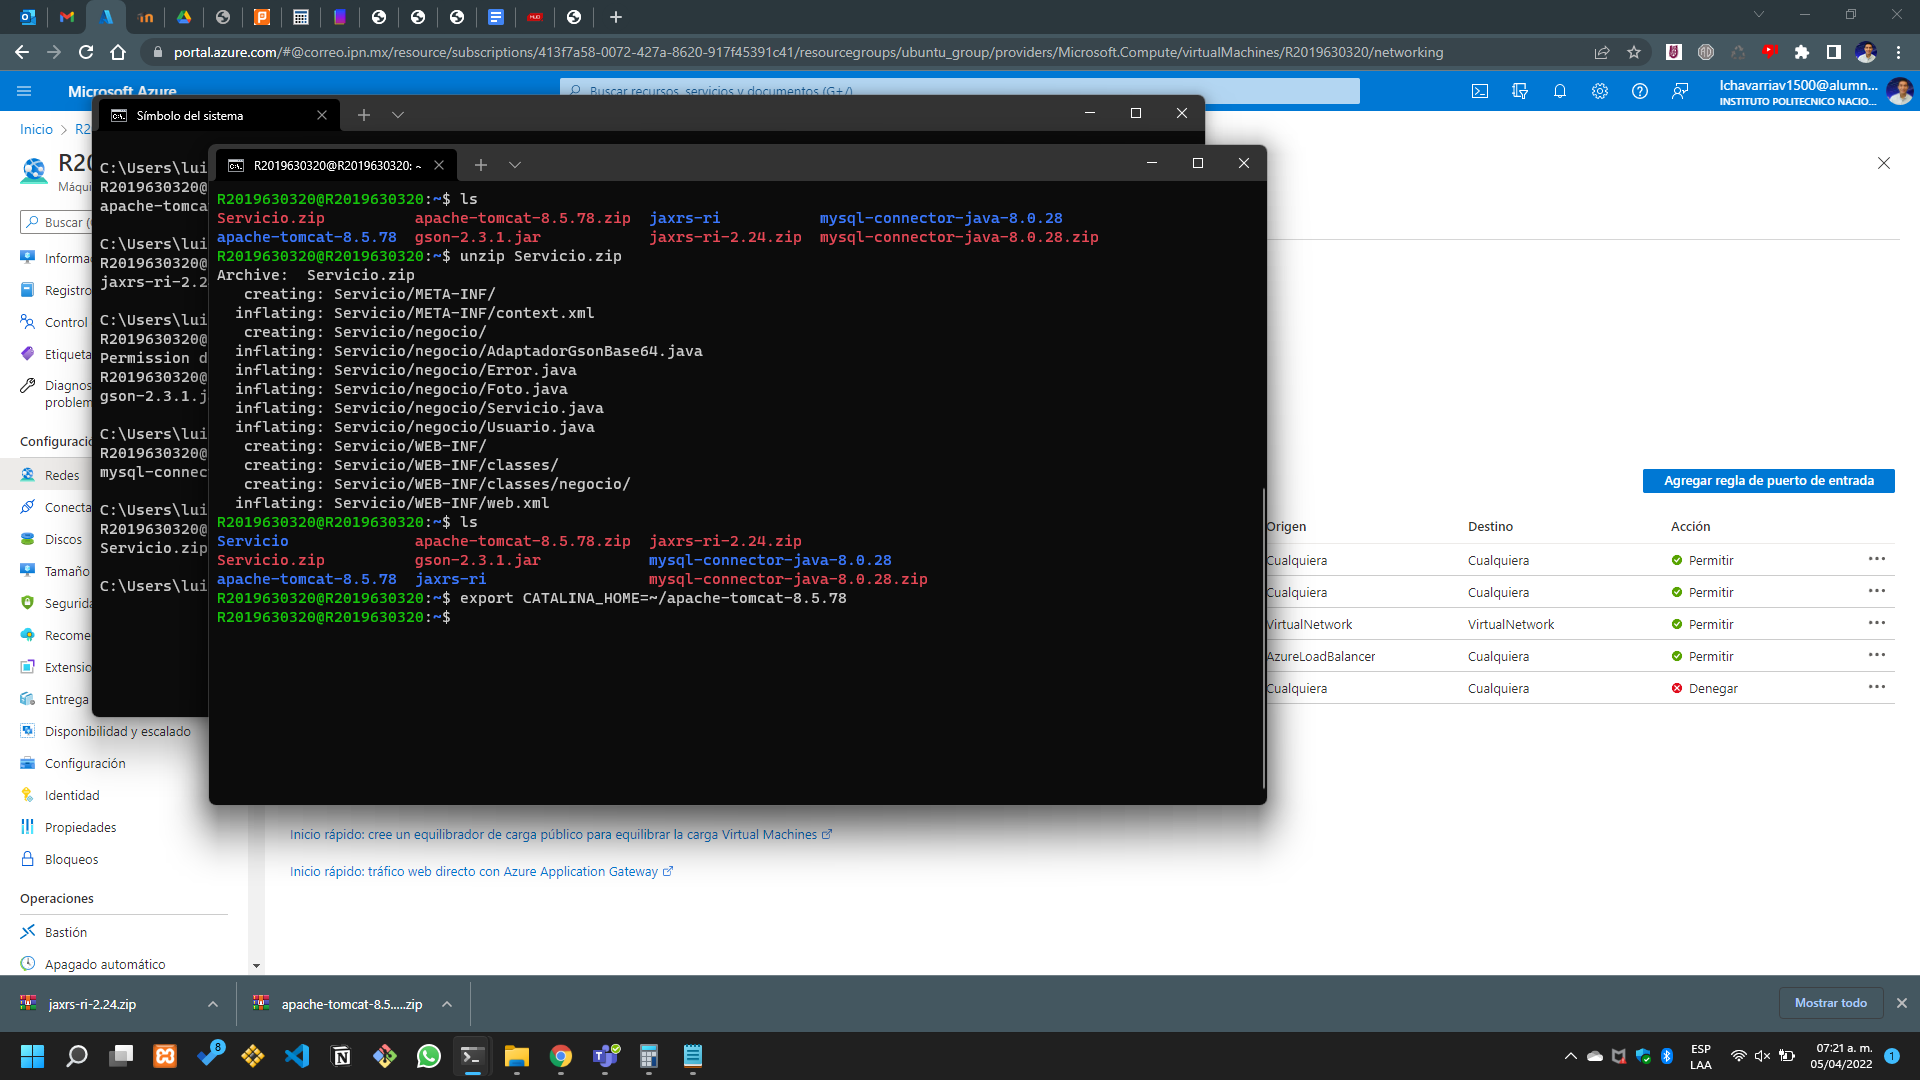 portal.azure.com/#@correo.ipn.mx/resource/subscriptions/413f7a58-0072-427a-8620-917f45391c41/resourcegroups/ubuntu_group/providers/Microsoft.Compute/virtualMachines/R2019630320/networking
Microsoft Azure
Buscar recursos, servicios y documentos (G+/)
lchavarriav1500@alumn...
INSTITUTO POLITECNICO NACIO...
Inicio > R2
R20
Máqui
Buscar (
Informa
Registro
Control
Etiqueta
Diagnos
problem
Configuració
Redes
Conecta
Discos
Tamaño
Segurida
Recome
Extensio
Entrega
Disponibilidad y escalado
Configuración
Identidad
Propiedades
Bloqueos
Operaciones
Bastión
Apagado automático
Símbolo del sistema
C:\Users\lui
R2019630320@
apache-tomca
C:\Users\lui
R2019630320@
jaxrs-ri-2.2
C:\Users\lui
R2019630320@
Permission d
R2019630320@
gson-2.3.1.j
C:\Users\lui
R2019630320@
mysql-connec
C:\Users\lui
R2019630320@
Servicio.zip
C:\Users\lui
R2019630320@R2019630320: ~
R2019630320@R2019630320:~$ ls
Servicio.zip apache-tomcat-8.5.78.zip jaxrs-ri mysql-connector-java-8.0.28
apache-tomcat-8.5.78 gson-2.3.1.jar jaxrs-ri-2.24.zip mysql-connector-java-8.0.28.zip
R2019630320@R2019630320:~$ unzip Servicio.zip
Archive: Servicio.zip
creating: Servicio/META-INF/
inflating: Servicio/META-INF/context.xml
creating: Servicio/negocio/
inflating: Servicio/negocio/AdaptadorGsonBase64.java
inflating: Servicio/negocio/Error.java
inflating: Servicio/negocio/Foto.java
inflating: Servicio/negocio/Servicio.java
inflating: Servicio/negocio/Usuario.java
creating: Servicio/WEB-INF/
creating: Servicio/WEB-INF/classes/
creating: Servicio/WEB-INF/classes/negocio/
inflating: Servicio/WEB-INF/web.xml
R2019630320@R2019630320:~$ ls
Servicio apache-tomcat-8.5.78.zip jaxrs-ri-2.24.zip
Servicio.zip gson-2.3.1.jar mysql-connector-java-8.0.28
apache-tomcat-8.5.78 jaxrs-ri mysql-connector-java-8.0.28.zip
R2019630320@R2019630320:~$ export CATALINA_HOME=~/apache-tomcat-8.5.78
R2019630320@R2019630320:~$
Agregar regla de puerto de entrada
Origen Destino Acción
Cualquiera Cualquiera Permitir
Cualquiera Cualquiera Permitir
VirtualNetwork VirtualNetwork Permitir
AzureLoadBalancer Cualquiera Permitir
Cualquiera Cualquiera Denegar
Inicio rápido: cree un equilibrador de carga público para equilibrar la carga Virtual Machines
Inicio rápido: tráfico web directo con Azure Application Gateway
jaxrs-ri-2.24.zip
apache-tomcat-8.5.....zip
Mostrar todo
8
ESP
LAA
07:21 a. m.
05/04/2022
1